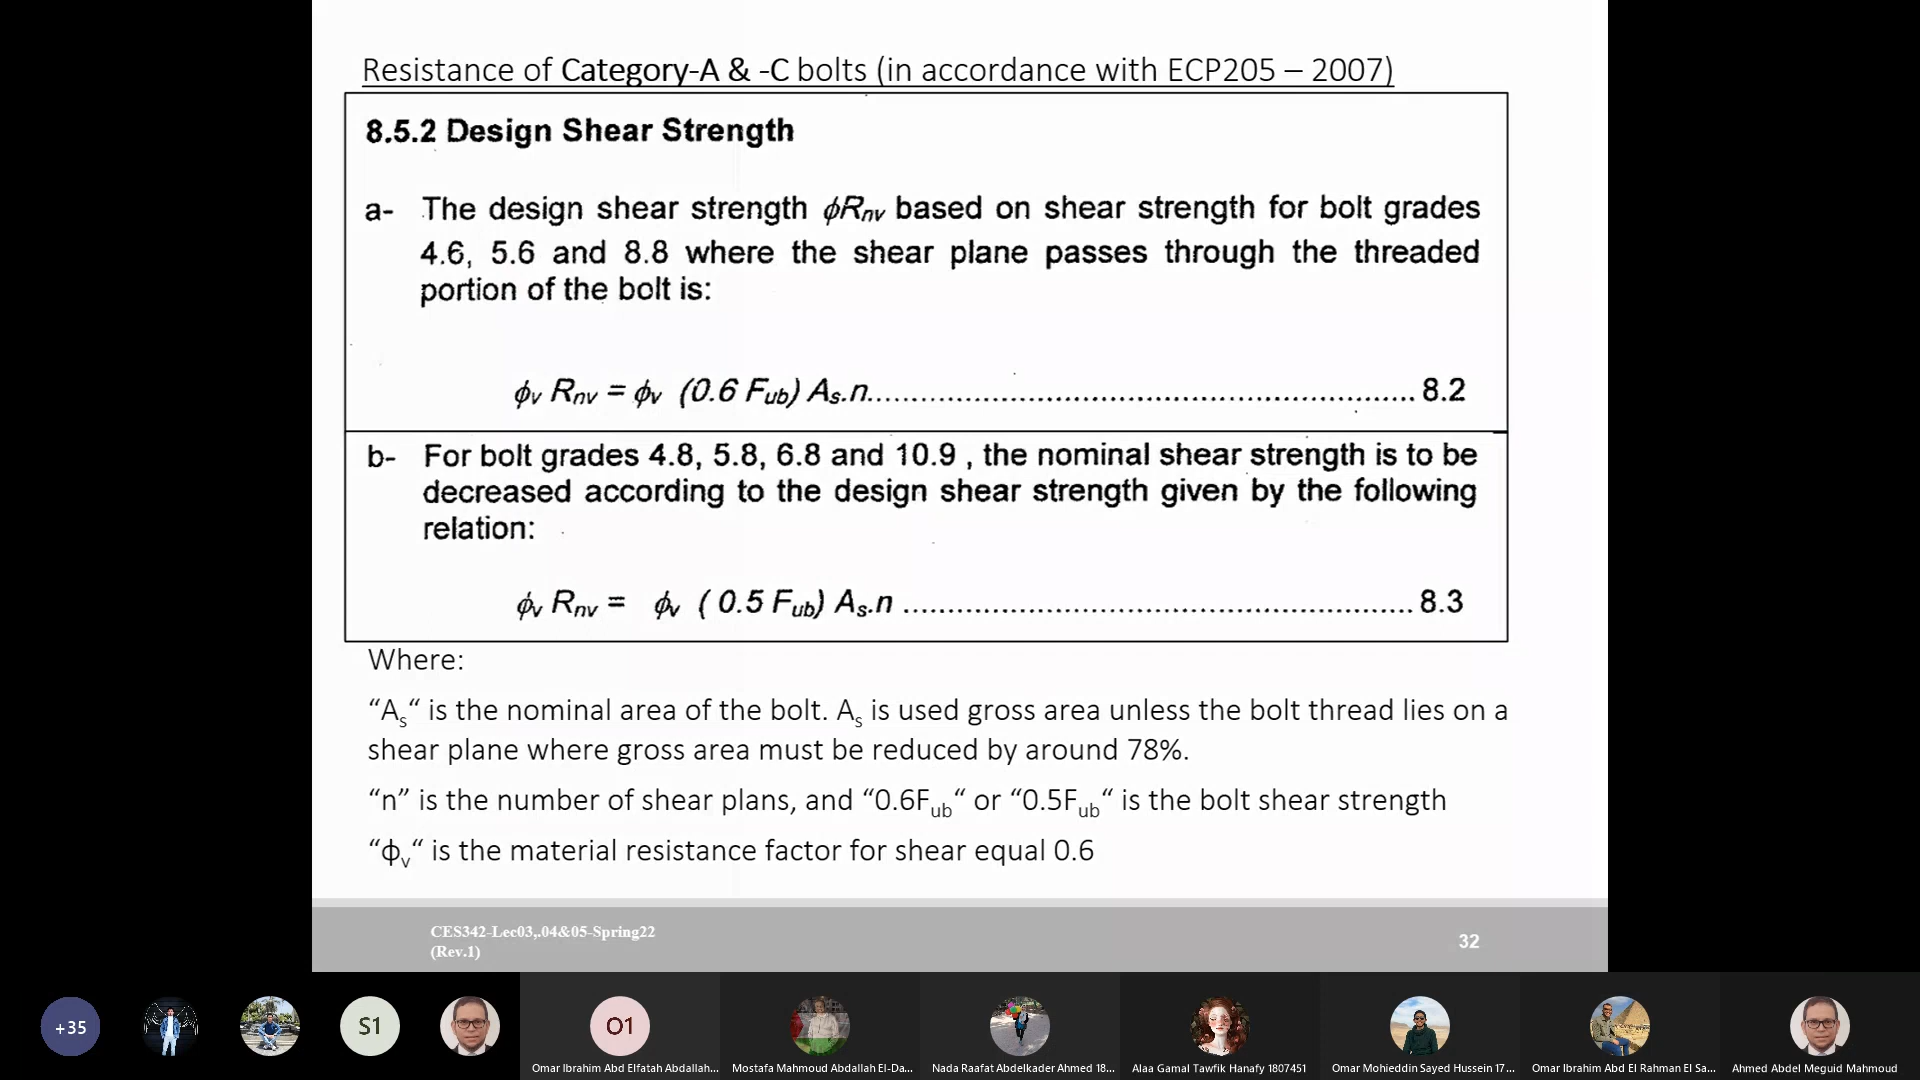 Resistance of Category-A & -C bolts (in accordance with ECP205 – 2007)
8.5.2 Design Shear Strength
a- The design shear strength ϕRnv based on shear strength for bolt grades
4.6, 5.6 and 8.8 where the shear plane passes through the threaded
portion of the bolt is:
ϕv Rnv = ϕv (0.6 Fub) As.n.......................................................... 8.2
b- For bolt grades 4.8, 5.8, 6.8 and 10.9 , the nominal shear strength is to be
decreased according to the design shear strength given by the following
relation:
ϕv Rnv = ϕv ( 0.5 Fub) As.n ...................................................... 8.3
Where:
“As“ is the nominal area of the bolt. As is used gross area unless the bolt thread lies on a
shear plane where gross area must be reduced by around 78%.
“n” is the number of shear plans, and “0.6Fub“ or “0.5Fub“ is the bolt shear strength
“ϕv“ is the material resistance factor for shear equal 0.6
CES342-Lec03,.04&05-Spring22
(Rev.1)
32
+35
S1
O1
Omar Ibrahim Abd Elfatah Abdallah...
Mostafa Mahmoud Abdallah El-Da...
Nada Raafat Abdelkader Ahmed 18...
Alaa Gamal Tawfik Hanafy 1807451
Omar Mohieddin Sayed Hussein 17...
Omar Ibrahim Abd El Rahman El Sa...
Ahmed Abdel Meguid Mahmoud